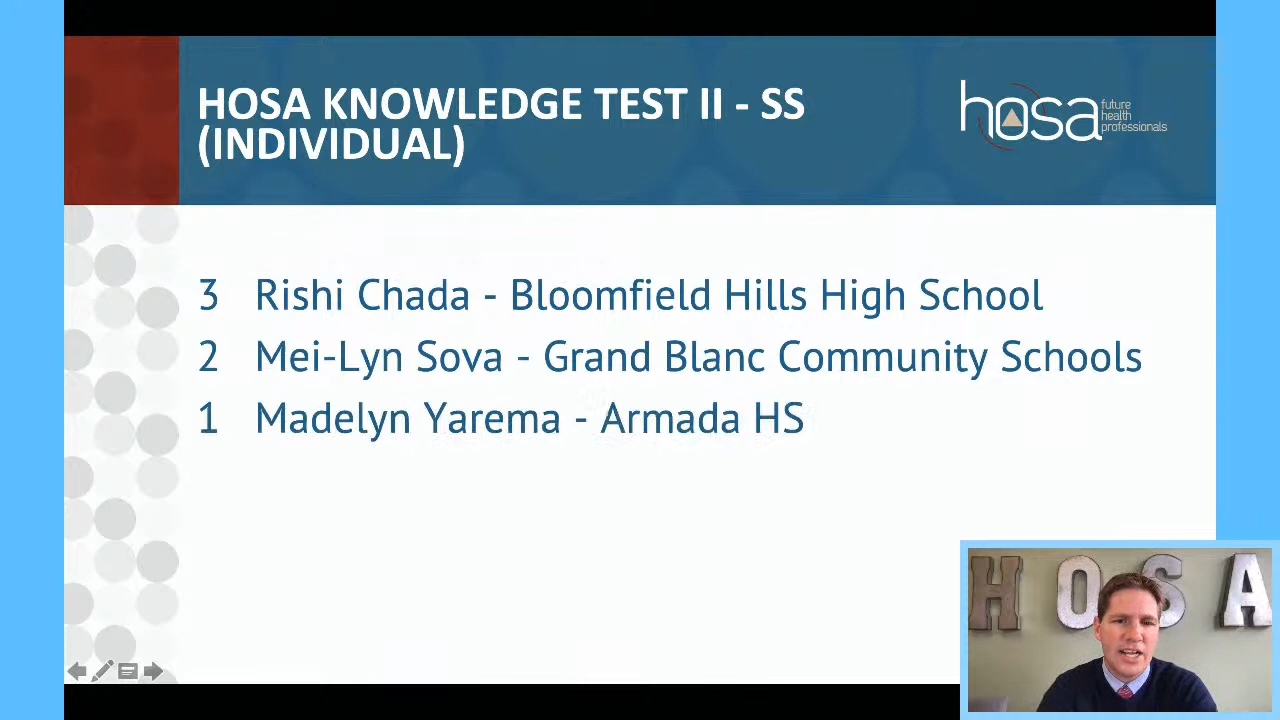 HOSA KNOWLEDGE TEST II - SS
(INDIVIDUAL)
hosa
future
health
professionals
3 Rishi Chada - Bloomfield Hills High School
2 Mei-Lyn Sova - Grand Blanc Community Schools
1 Madelyn Yarema - Armada HS
HOSA